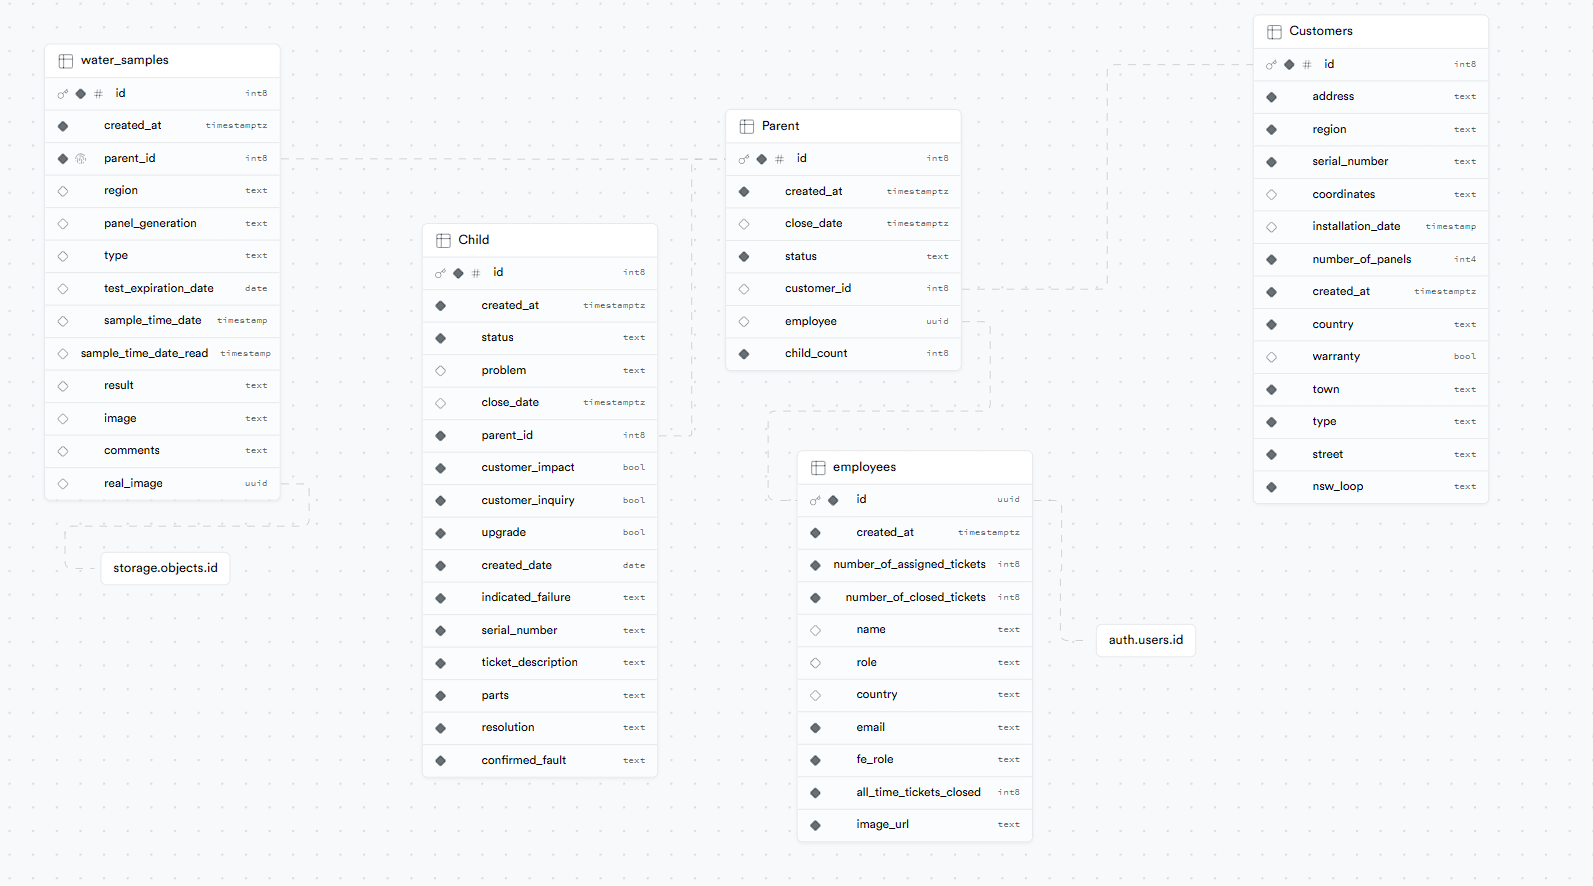 water_samples
# id int8
created_at timestamptz
parent_id int8
region text
panel_generation text
type text
test_expiration_date date
sample_time_date timestamp
sample_time_date_read timestamp
result text
image text
comments text
real_image uuid
storage.objects.id
Child
# id int8
created_at timestamptz
status text
problem text
close_date timestamptz
parent_id int8
customer_impact bool
customer_inquiry bool
upgrade bool
created_date date
indicated_failure text
serial_number text
ticket_description text
parts text
resolution text
confirmed_fault text
Parent
# id int8
created_at timestamptz
close_date timestamptz
status text
customer_id int8
employee uuid
child_count int8
employees
id uuid
created_at timestamptz
number_of_assigned_tickets int8
number_of_closed_tickets int8
name text
role text
country text
email text
fe_role text
all_time_tickets_closed int8
image_url text
auth.users.id
Customers
# id int8
address text
region text
serial_number text
coordinates text
installation_date timestamp
number_of_panels int4
created_at timestamptz
country text
warranty bool
town text
type text
street text
nsw_loop text